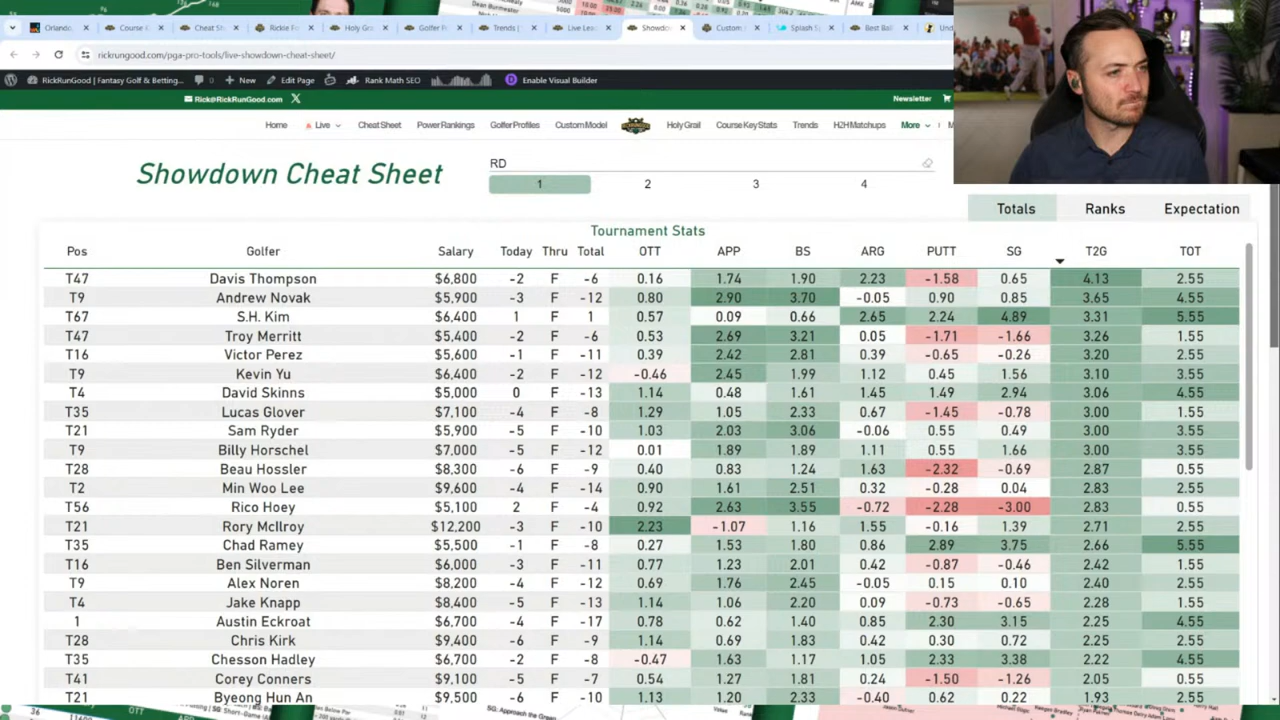 Orlando
Course C
Cheat Sh
Rickie F
Holy Gra
Golfer P
Trends (
Live Lea
Showdo
Custom
Splash S
Best Ball
Und
rickrungood.com/pga-pro-tools/live-showdown-cheat-sheet/
RickRunGood | Fantasy Golf & Betting... New Edit Page Rank Math SEO Enable Visual Builder
Rick@RickRunGood.com Newsletter
Home Live Cheat Sheet Power Rankings Golfer Profiles Custom Model Holy Grail Course Key Stats Trends H2H Matchups More
Showdown Cheat Sheet
RD
1 2 3 4
Totals Ranks Expectation
Tournament Stats
Pos Golfer Salary Today Thru Total OTT APP BS ARG PUTT SG T2G TOT
T47 Davis Thompson $6,800 -2 F -6 0.16 1.74 1.90 2.23 -1.58 0.65 4.13 2.55
T9 Andrew Novak $5,900 -3 F -12 0.80 2.90 3.70 -0.05 0.90 0.85 3.65 4.55
T67 S.H. Kim $6,400 1 F 1 0.57 0.09 0.66 2.65 2.24 4.89 3.31 5.55
T47 Troy Merritt $5,400 -2 F -6 0.53 2.69 3.21 0.05 -1.71 -1.66 3.26 1.55
T16 Victor Perez $5,600 -1 F -11 0.39 2.42 2.81 0.39 -0.65 -0.26 3.20 2.55
T9 Kevin Yu $6,400 -2 F -12 -0.46 2.45 1.99 1.12 0.45 1.56 3.10 3.55
T4 David Skinns $5,000 0 F -13 1.14 0.48 1.61 1.45 1.49 2.94 3.06 4.55
T35 Lucas Glover $7,100 -4 F -8 1.29 1.05 2.33 0.67 -1.45 -0.78 3.00 1.55
T21 Sam Ryder $5,900 -5 F -10 1.03 2.03 3.06 -0.06 0.55 0.49 3.00 3.55
T9 Billy Horschel $7,000 -5 F -12 0.01 1.89 1.89 1.11 0.55 1.66 3.00 3.55
T28 Beau Hossler $8,300 -6 F -9 0.40 0.83 1.24 1.63 -2.32 -0.69 2.87 0.55
T2 Min Woo Lee $9,600 -4 F -14 0.90 1.61 2.51 0.32 -0.28 0.04 2.83 2.55
T56 Rico Hoey $5,100 2 F -4 0.92 2.63 3.55 -0.72 -2.28 -3.00 2.83 0.55
T21 Rory McIlroy $12,200 -3 F -10 2.23 -1.07 1.16 1.55 -0.16 1.39 2.71 2.55
T35 Chad Ramey $5,500 -1 F -8 0.27 1.53 1.80 0.86 2.89 3.75 2.66 5.55
T16 Ben Silverman $6,000 -3 F -11 0.77 1.23 2.01 0.42 -0.87 -0.46 2.42 1.55
T9 Alex Noren $8,200 -4 F -12 0.69 1.76 2.45 -0.05 0.15 0.10 2.40 2.55
T4 Jake Knapp $8,400 -5 F -13 1.14 1.06 2.20 0.09 -0.73 -0.65 2.28 1.55
1 Austin Eckroat $6,700 -4 F -17 0.78 0.62 1.40 0.85 2.30 3.15 2.25 4.55
T28 Chris Kirk $9,400 -6 F -9 1.14 0.69 1.83 0.42 0.30 0.72 2.25 2.55
T35 Chesson Hadley $6,700 -2 F -8 -0.47 1.63 1.17 1.05 2.33 3.38 2.22 4.55
T41 Corey Conners $9,100 -5 F -7 0.54 1.27 1.81 0.24 -1.50 -1.26 2.05 0.55
T21 Byeong Hun An $9,500 -6 F -10 1.13 1.20 2.33 -0.40 0.62 0.22 1.93 2.55